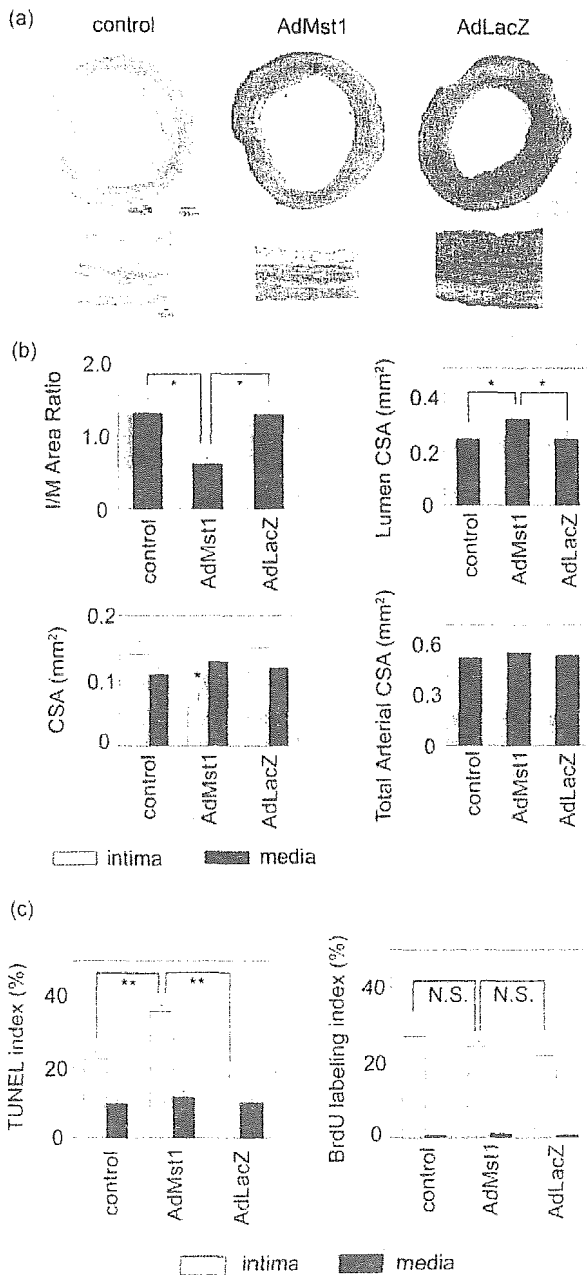 (a)
control AdMst1 AdLacZ
(b)
I/M Area Ratio
2.0
1.0
0
* *
control AdMst1 AdLacZ
Lumen CSA (mm²)
0.4
0.2
0
* *
control AdMst1 AdLacZ
CSA (mm²)
0.2
0.1
0
*
control AdMst1 AdLacZ
Total Arterial CSA (mm²)
0.6
0.3
0
control AdMst1 AdLacZ
intima media
(c)
TUNEL index (%)
40
20
0
** **
control AdMst1 AdLacZ
BrdU labeling index (%)
40
20
0
N.S. N.S.
control AdMst1 AdLacZ
intima media